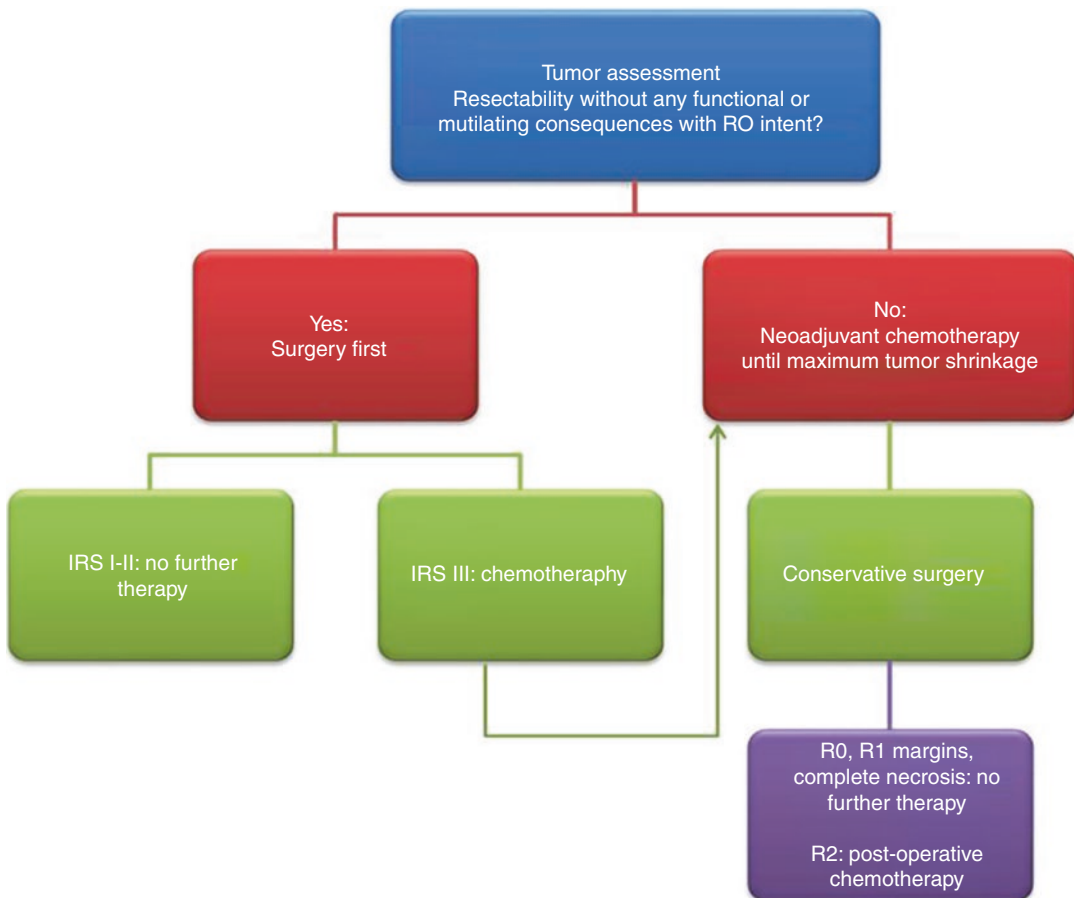 Tumor assessment
Resectability without any functional or
mutilating consequences with RO intent?
Yes:
Surgery first
No:
Neoadjuvant chemotherapy
until maximum tumor shrinkage
IRS I-II: no further
therapy
IRS III: chemotheraphy
Conservative surgery
R0, R1 margins,
complete necrosis: no
further therapy
R2: post-operative
chemotherapy